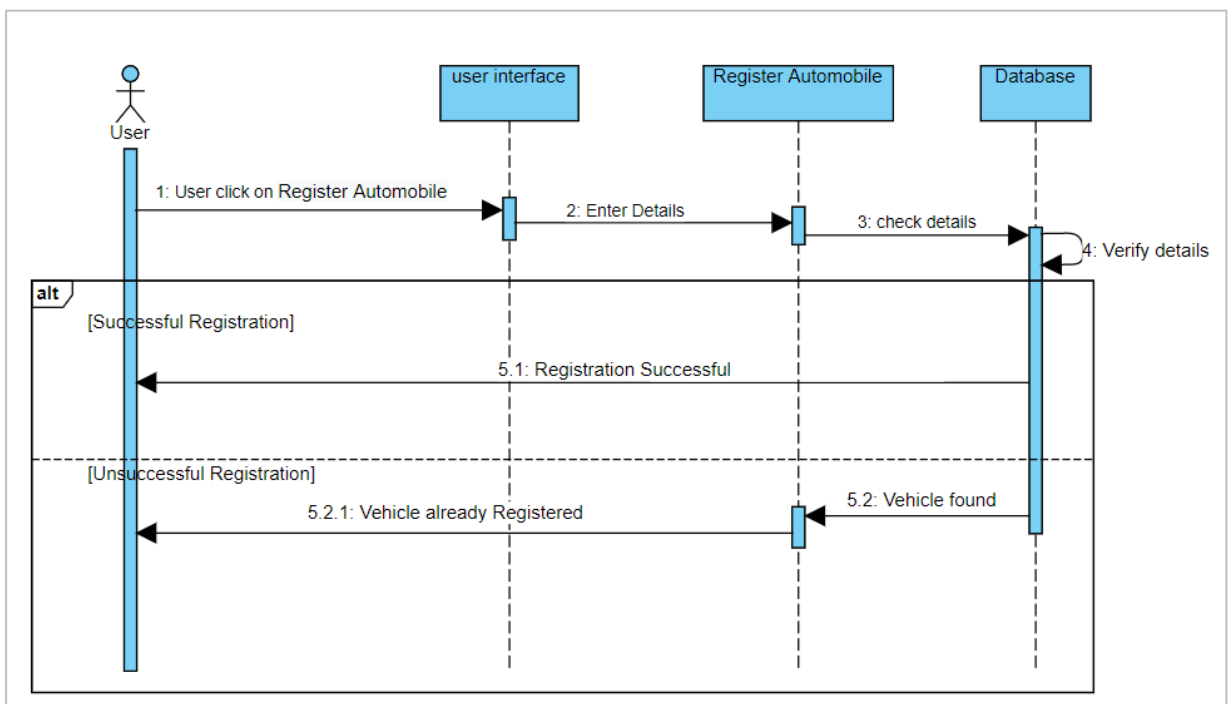 user interface
Register Automobile
Database
User
1: User click on Register Automobile
2: Enter Details
3: check details
4: Verify details
alt
[Successful Registration]
5.1: Registration Successful
[Unsuccessful Registration]
5.2: Vehicle found
5.2.1: Vehicle already Registered